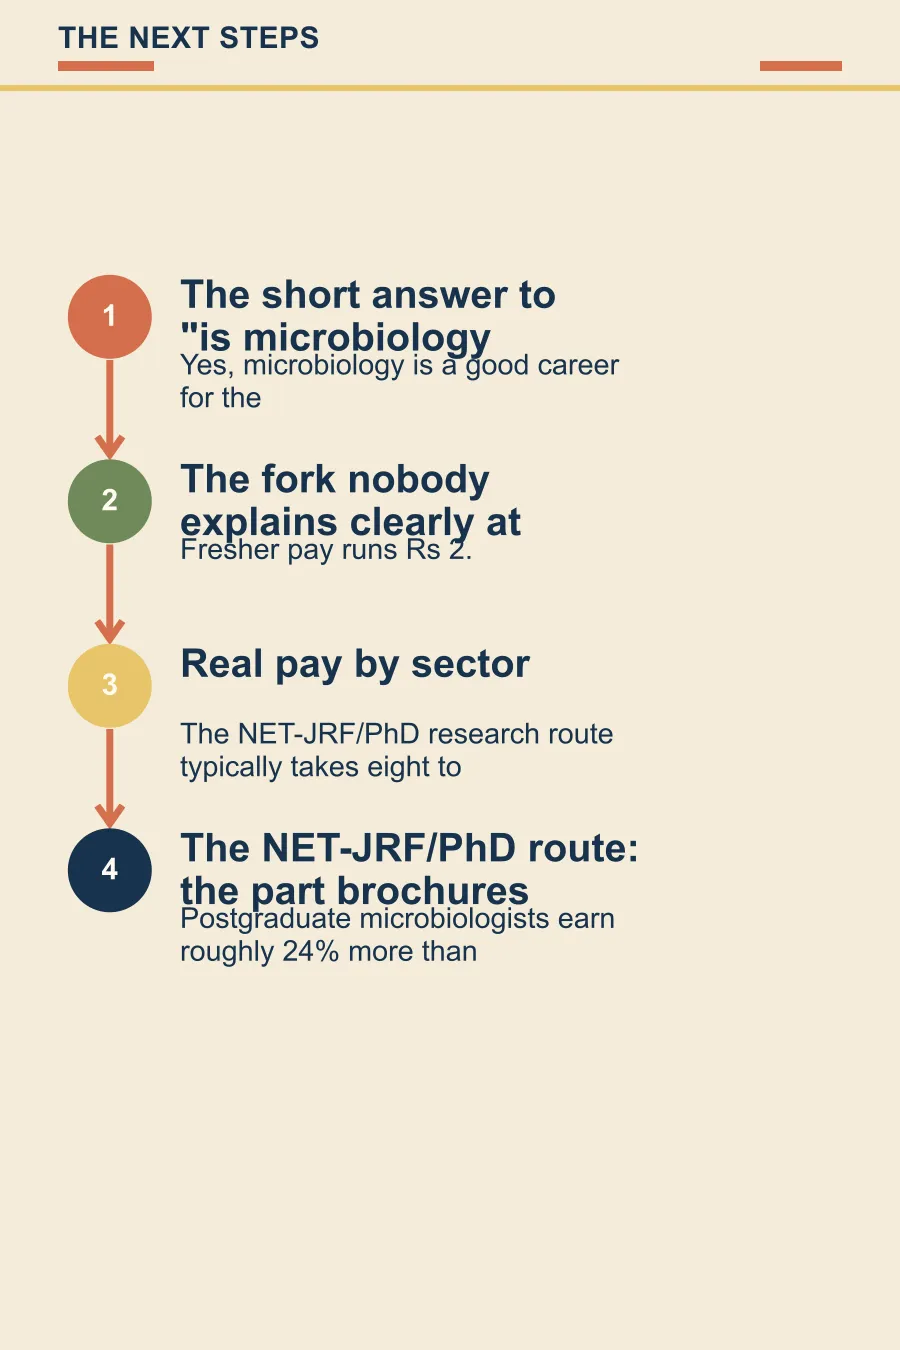 THE NEXT STEPS
1
The short answer to
"is microbiology
Yes, microbiology is a good career
for the
2
The fork nobody
explains clearly at
Fresher pay runs Rs 2.
3
Real pay by sector
The NET-JRF/PhD research route
typically takes eight to
4
The NET-JRF/PhD route:
the part brochures
Postgraduate microbiologists earn
roughly 24% more than